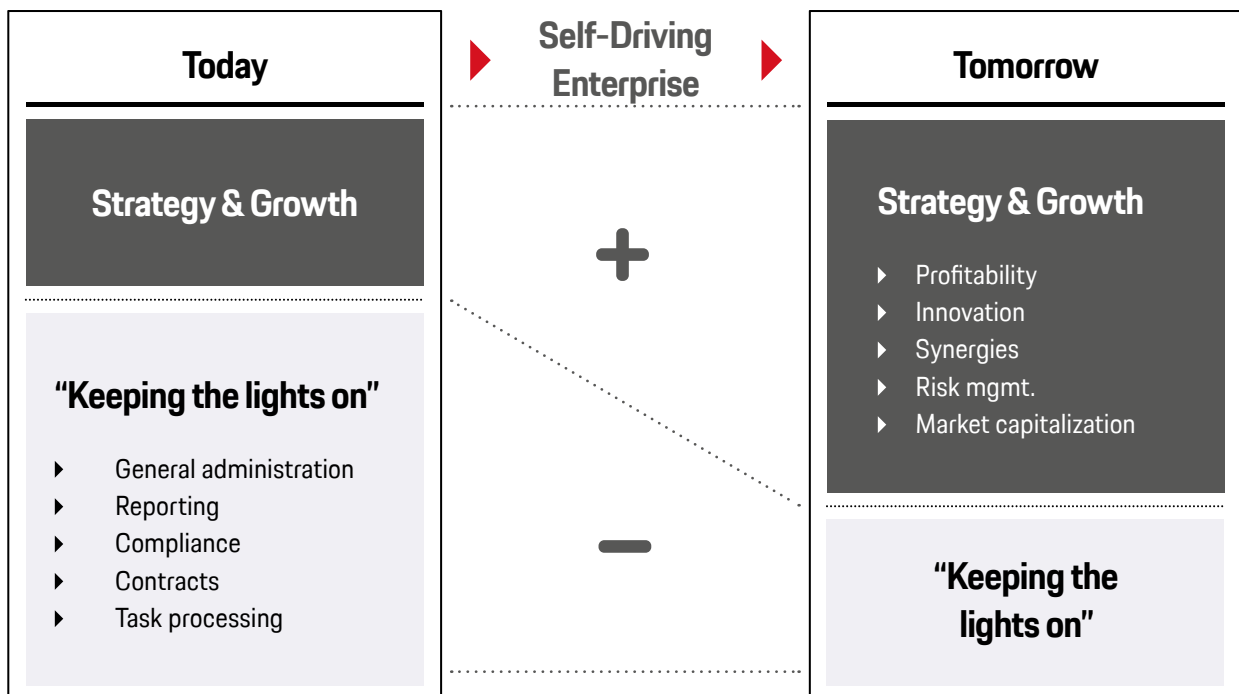 Today
Strategy & Growth
“Keeping the lights on”
General administration
Reporting
Compliance
Contracts
Task processing
Self-Driving
Enterprise
+
−
Tomorrow
Strategy & Growth
Profitability
Innovation
Synergies
Risk mgmt.
Market capitalization
“Keeping the
lights on”